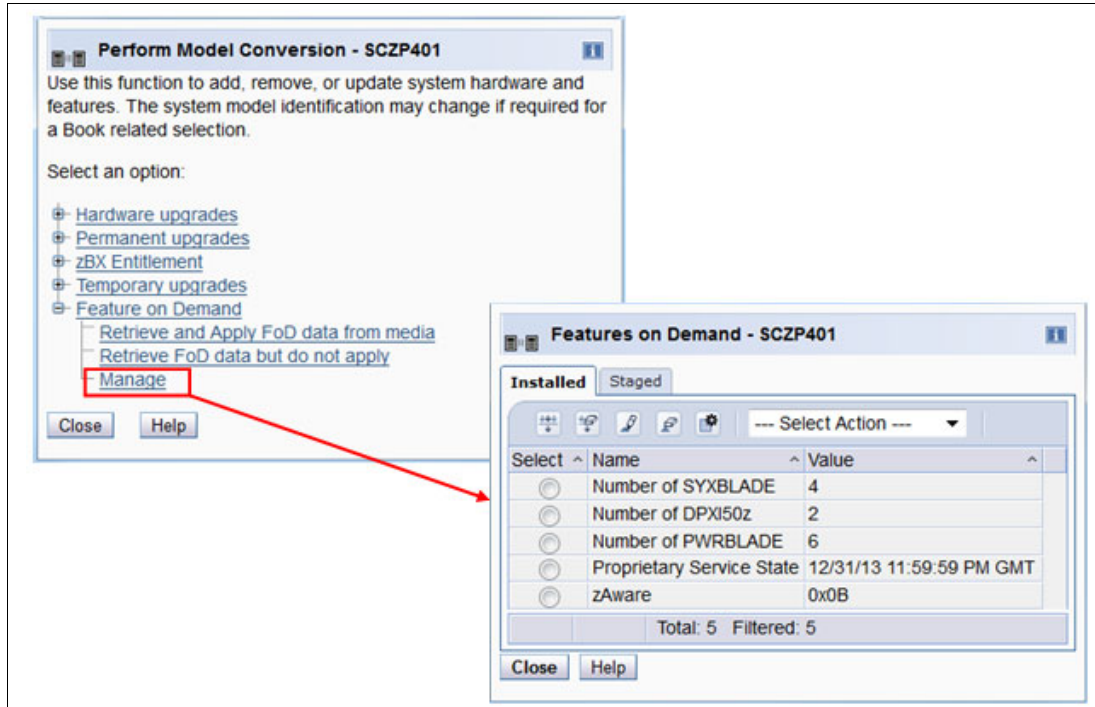 Perform Model Conversion - SCZP401
Use this function to add, remove, or update system hardware and
features. The system model identification may change if required for
a Book related selection.
Select an option:
Hardware upgrades
Permanent upgrades
zBX Entitlement
Temporary upgrades
Feature on Demand
Retrieve and Apply FoD data from media
Retrieve FoD data but do not apply
Manage
Close Help
Features on Demand - SCZP401
Installed Staged
--- Select Action ---
Select Name Value
Number of SYXBLADE 4
Number of DPXI50z 2
Number of PWRBLADE 6
Proprietary Service State 12/31/13 11:59:59 PM GMT
zAware 0x0B
Total: 5 Filtered: 5
Close Help